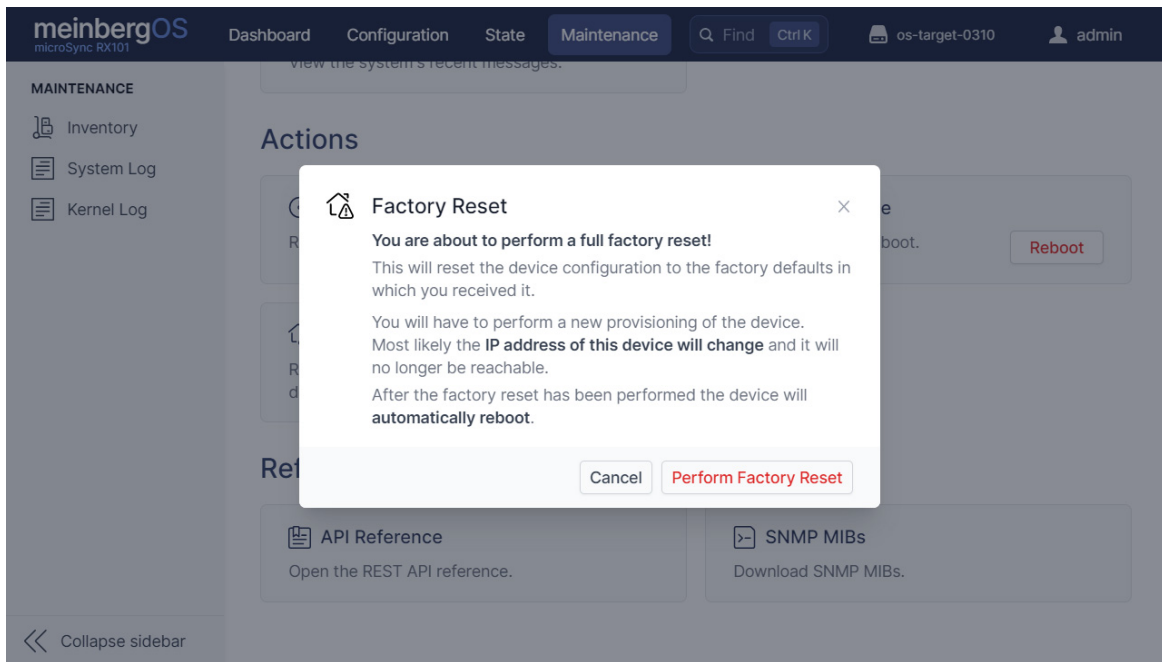 meinbergOS
microSync RX101
Dashboard Configuration State Maintenance Find Ctrl K os-target-0310 admin
MAINTENANCE
Inventory
System Log
Kernel Log
View the system's recent messages.
Actions
Factory Reset
You are about to perform a full factory reset!
This will reset the device configuration to the factory defaults in
which you received it.
You will have to perform a new provisioning of the device.
Most likely the IP address of this device will change and it will
no longer be reachable.
After the factory reset has been performed the device will
automatically reboot.
Cancel Perform Factory Reset
e
boot.
Reboot
R
R
d
Ref
API Reference
Open the REST API reference.
SNMP MIBs
Download SNMP MIBs.
Collapse sidebar